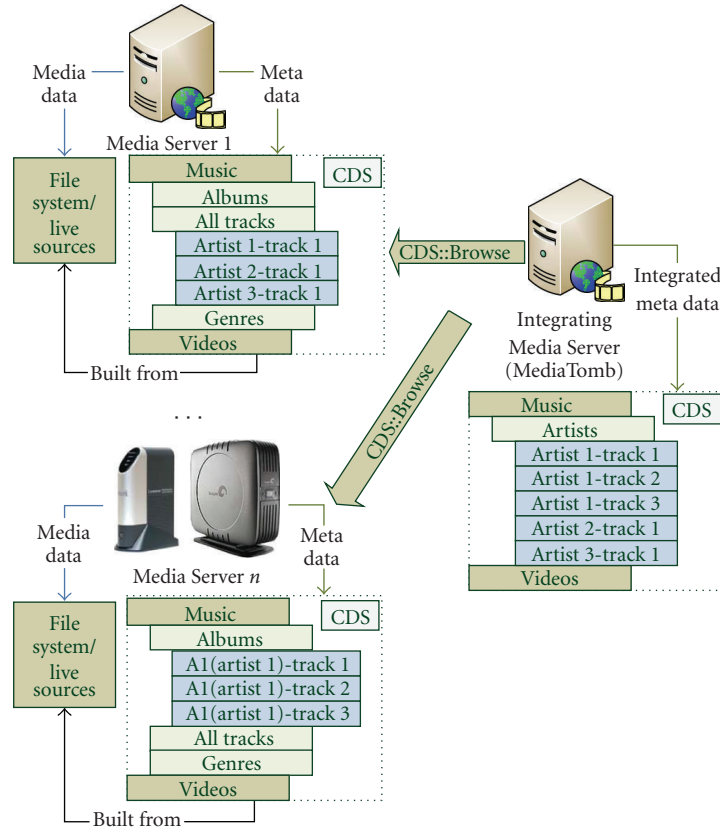 Media
data
Meta
data
Media Server 1
File
system/
live
sources
Music
CDS
Albums
All tracks
Artist 1-track 1
Artist 2-track 1
Artist 3-track 1
Genres
Videos
Built from
CDS::Browse
Integrated
meta data
Integrating
Media Server
(MediaTomb)
CDS::Browse
Music
CDS
Artists
Artist 1-track 1
Artist 1-track 2
Artist 1-track 3
Artist 2-track 1
Artist 3-track 1
Videos
. . .
Media
data
Meta
data
Media Server n
File
system/
live
sources
Music
CDS
Albums
A1(artist 1)-track 1
A1(artist 1)-track 2
A1(artist 1)-track 3
All tracks
Genres
Videos
Built from